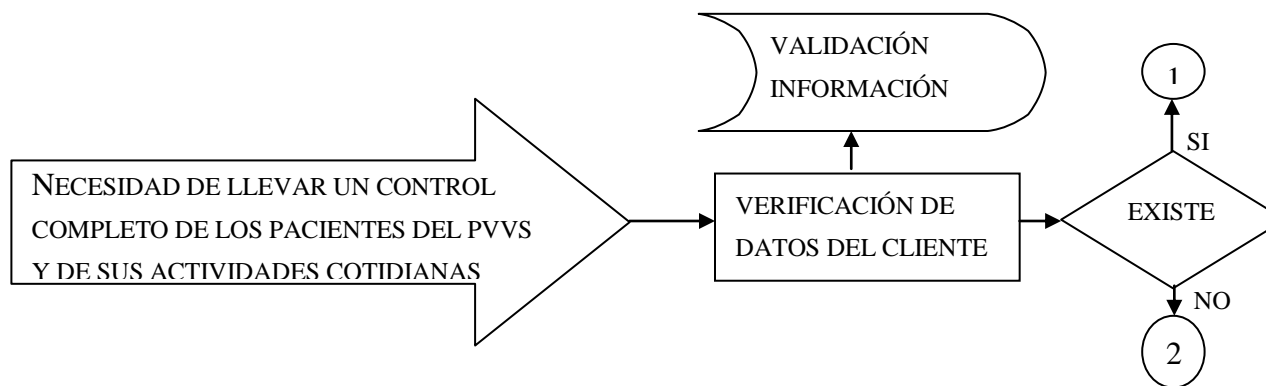 NECESIDAD DE LLEVAR UN CONTROL
COMPLETO DE LOS PACIENTES DEL PVVS
Y DE SUS ACTIVIDADES COTIDIANAS
VALIDACIÓN
INFORMACIÓN
VERIFICACIÓN DE
DATOS DEL CLIENTE
1
SI
EXISTE
NO
2